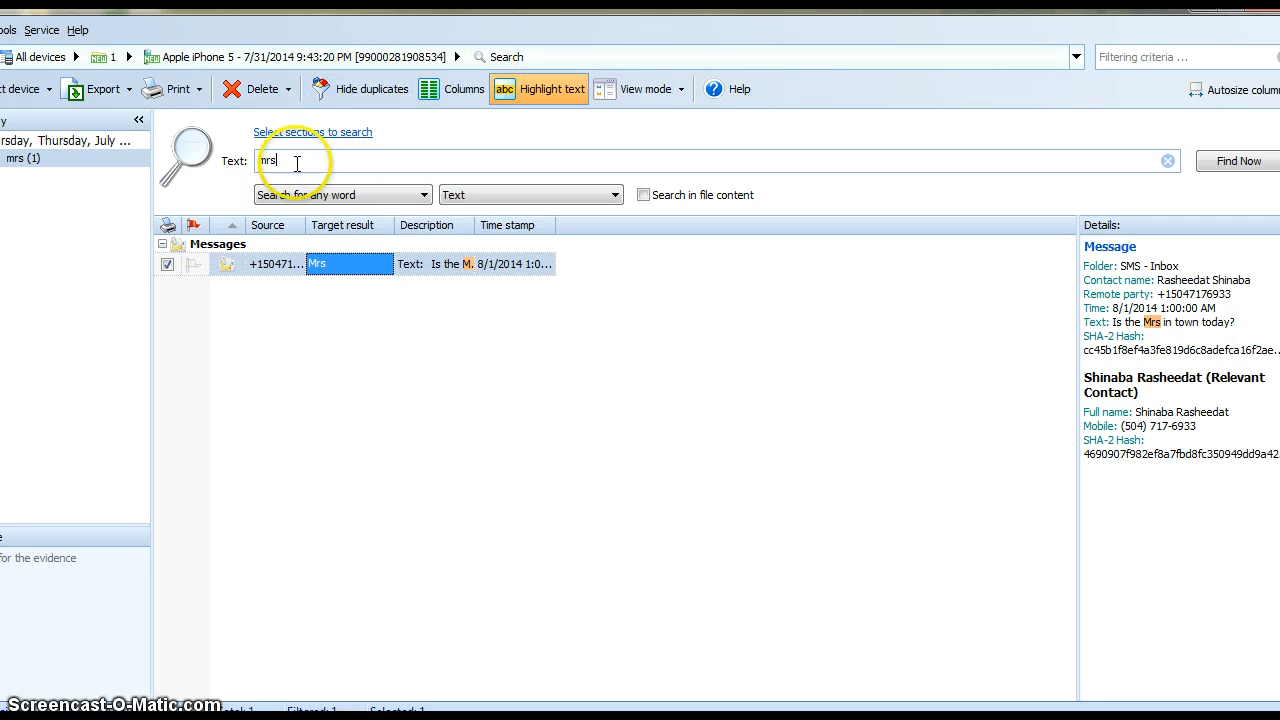 ools Service Help
All devices 1 Apple iPhone 5 - 7/31/2014 9:43:20 PM [99000281908534] Search Filtering criteria ...
ct device Export Print Delete Hide duplicates Columns abc Highlight text View mode ? Help Autosize colum
y «
rsday, Thursday, July ...
mrs (1)
Select sections to search
Text: mrs Find Now
Search for any word Text Search in file content
Source Target result Description Time stamp
Messages
+15047... Mrs Text: Is the M. 8/1/2014 1:0...
Details:
Message
Folder: SMS - Inbox
Contact name: Rasheedat Shinaba
Remote party: +15047176933
Time: 8/1/2014 1:00:00 AM
Text: Is the Mrs in town today?
SHA-2 Hash:
cc45b1f8ef4a3fe819d6c8adefca16f2ae...
Shinaba Rasheedat (Relevant
Contact)
Full name: Shinaba Rasheedat
Mobile: (504) 717-6933
SHA-2 Hash:
4690907f982ef8a7fbd8fc350949dd9a42
e
for the evidence
Screencast-O-Matic.com